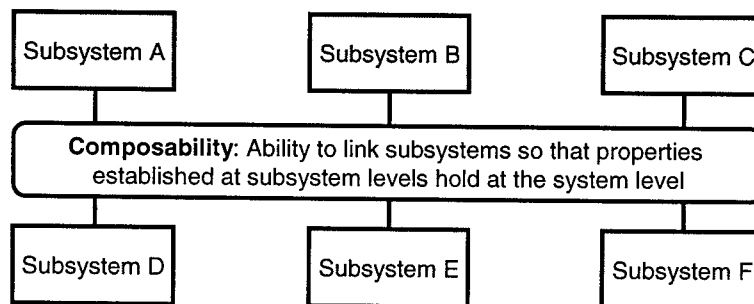 Subsystem A
Subsystem B
Subsystem C
Composability: Ability to link subsystems so that properties
established at subsystem levels hold at the system level
Subsystem D
Subsystem E
Subsystem F